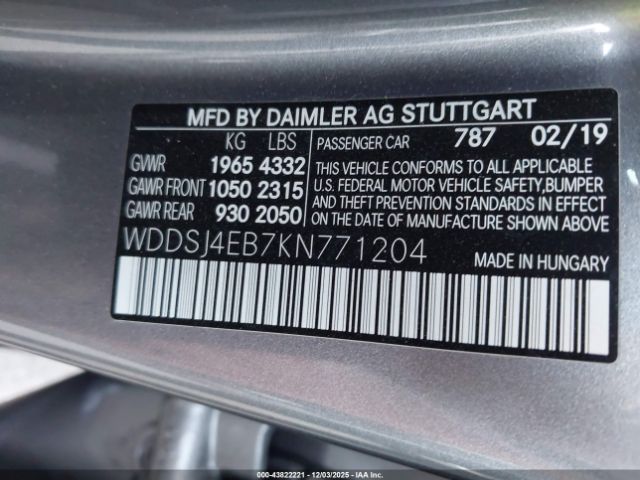 MFD BY DAIMLER AG STUTTGART
KG LBS
GVWR 1965 4332
GAWR FRONT 1050 2315
GAWR REAR 930 2050
PASSENGER CAR 787 02/19
THIS VEHICLE CONFORMS TO ALL APPLICABLE
U.S. FEDERAL MOTOR VEHICLE SAFETY,BUMPER
AND THEFT PREVENTION STANDARDS IN EFFECT
ON THE DATE OF MANUFACTURE SHOWN ABOVE
WDDSJ4EB7KN771204
MADE IN HUNGARY
000-43822221 - 12/03/2025 - IAA Inc.